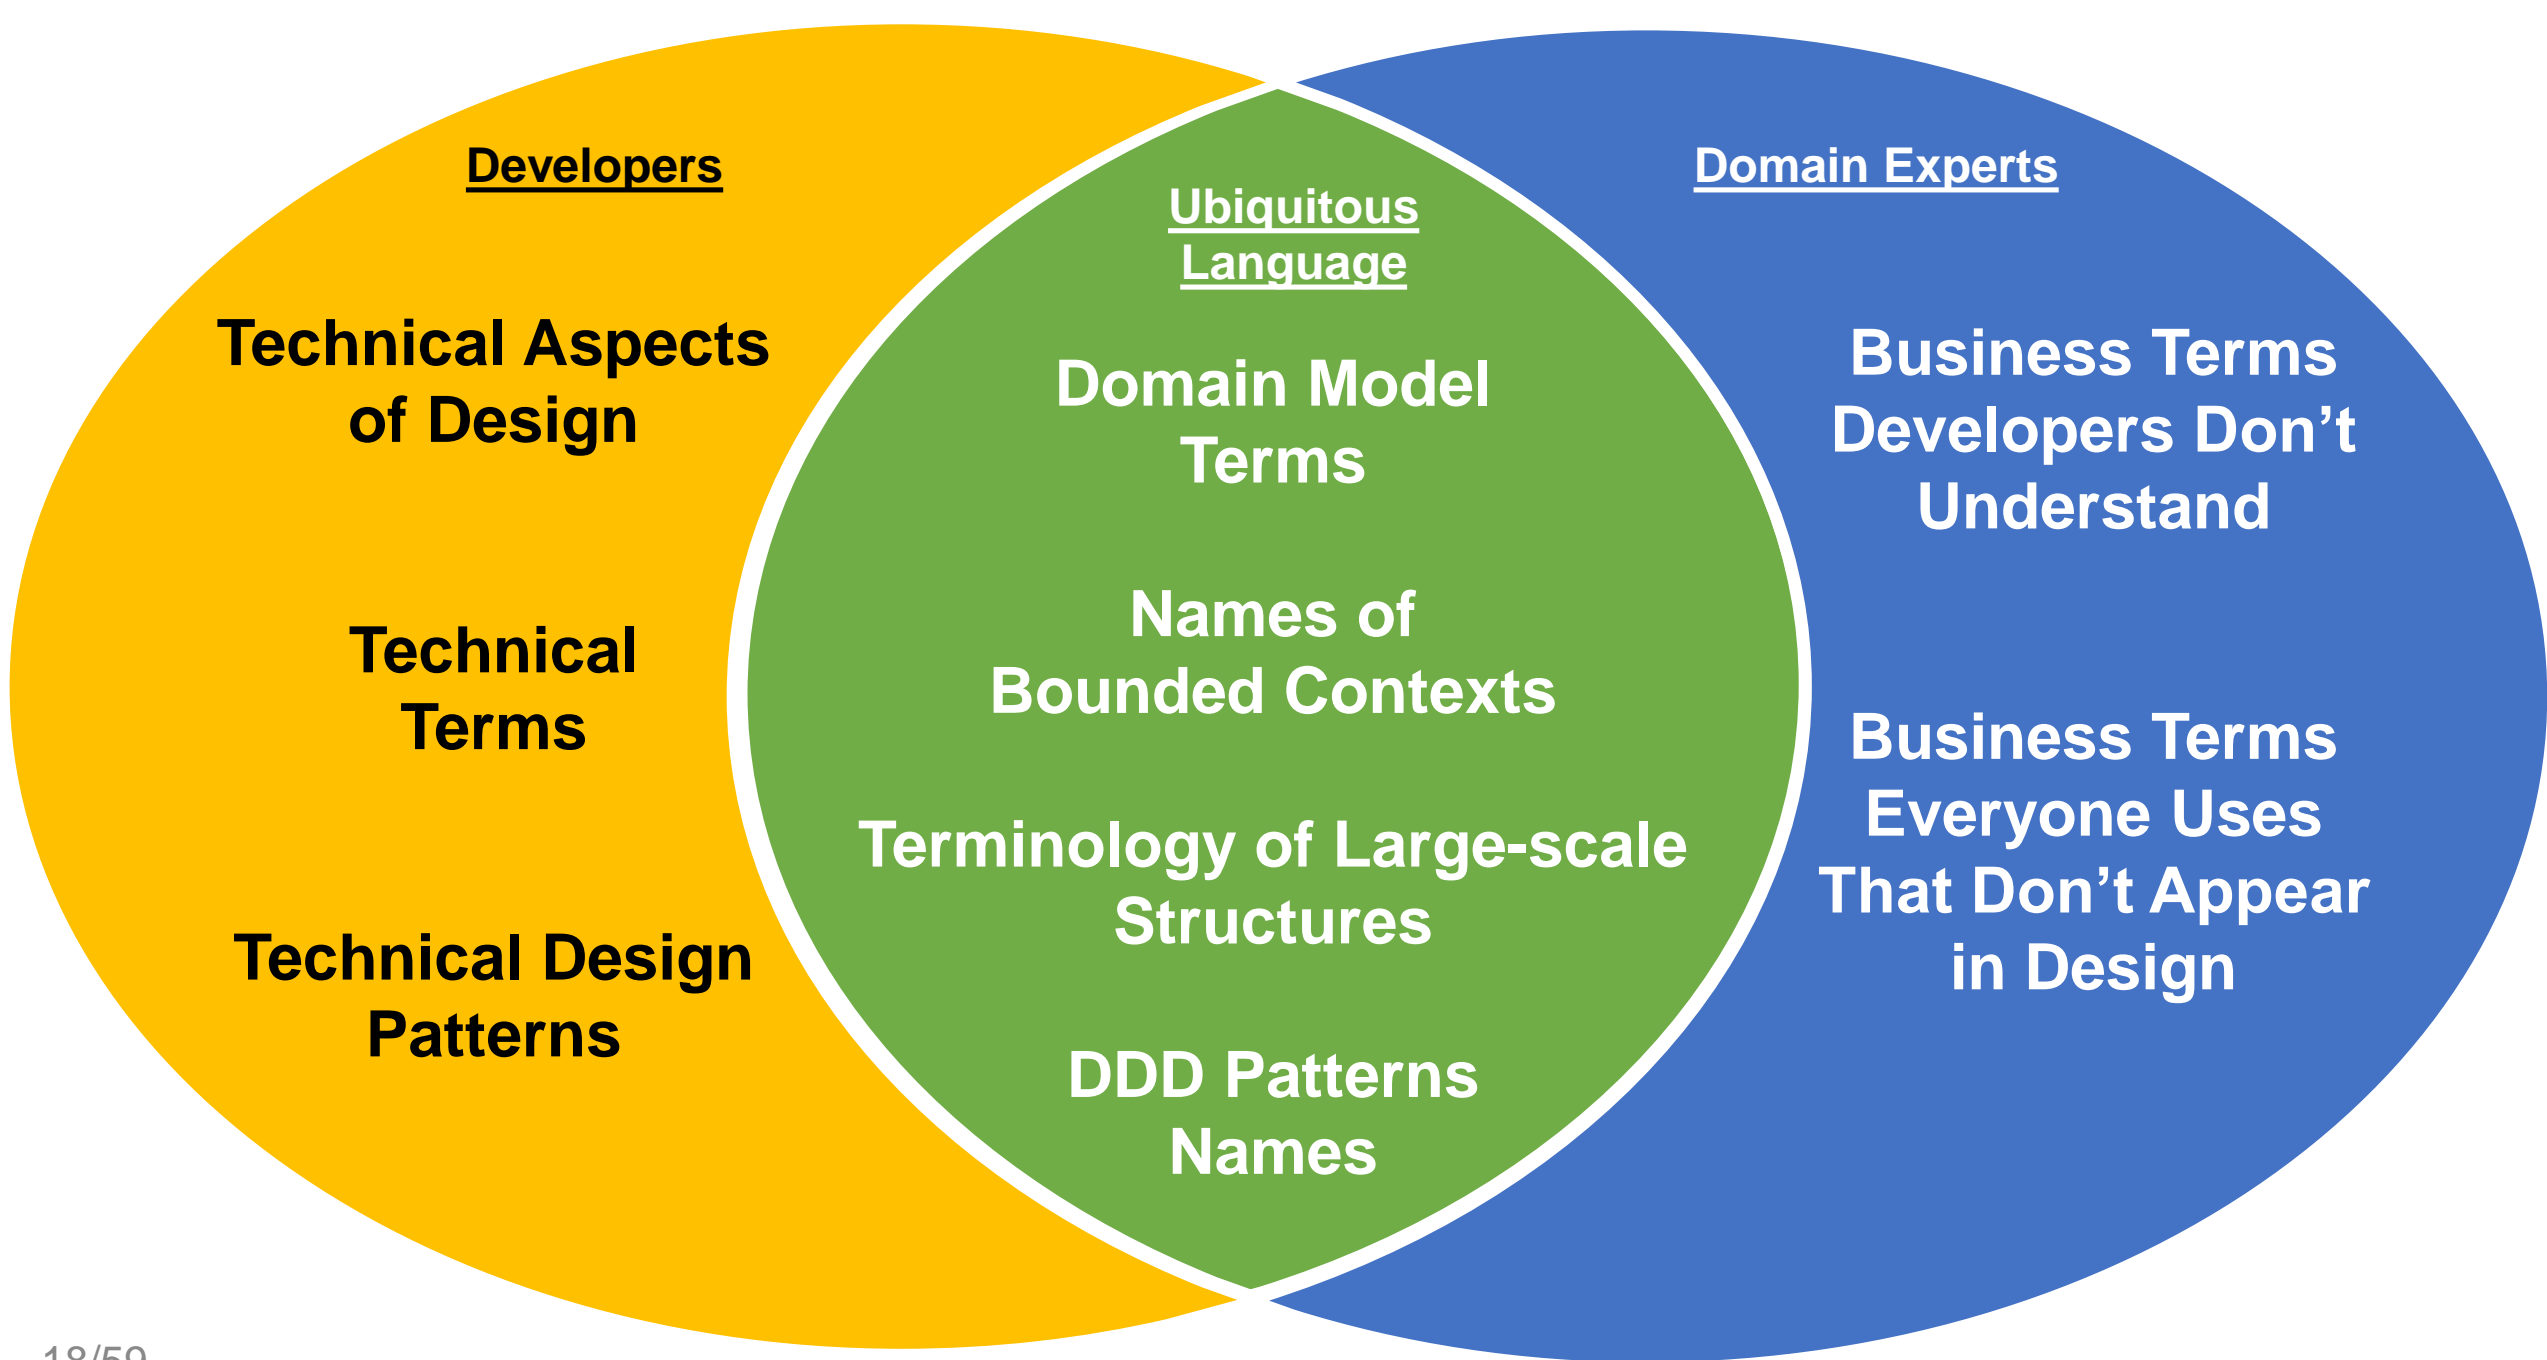 Developers
Technical Aspects
of Design
Technical
Terms
Technical Design
Patterns
Ubiquitous
Language
Domain Model
Terms
Names of
Bounded Contexts
Terminology of Large-scale
Structures
DDD Patterns
Names
Domain Experts
Business Terms
Developers Don’t
Understand
Business Terms
Everyone Uses
That Don’t Appear
in Design
18/59